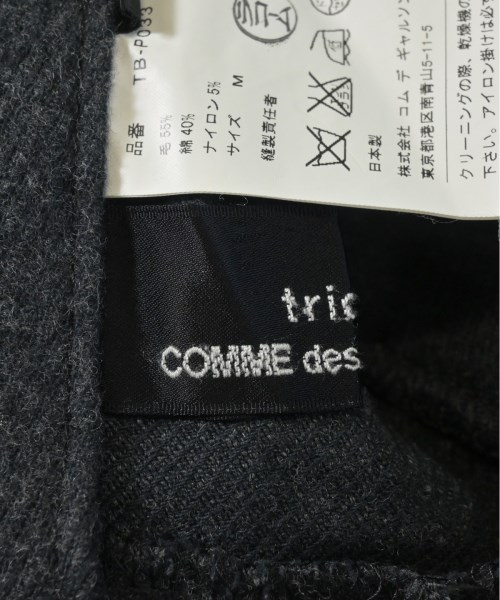 品番 TB-P033
毛 55%
綿 40%
ナイロン 5%
サイズ M
縫製責任者
日本製
株式会社 コム デ ギャルソン
東京都港区南青山5-11-5
クリーニングの際、乾燥機の
下さい。アイロン掛けは必
tric
COMME des